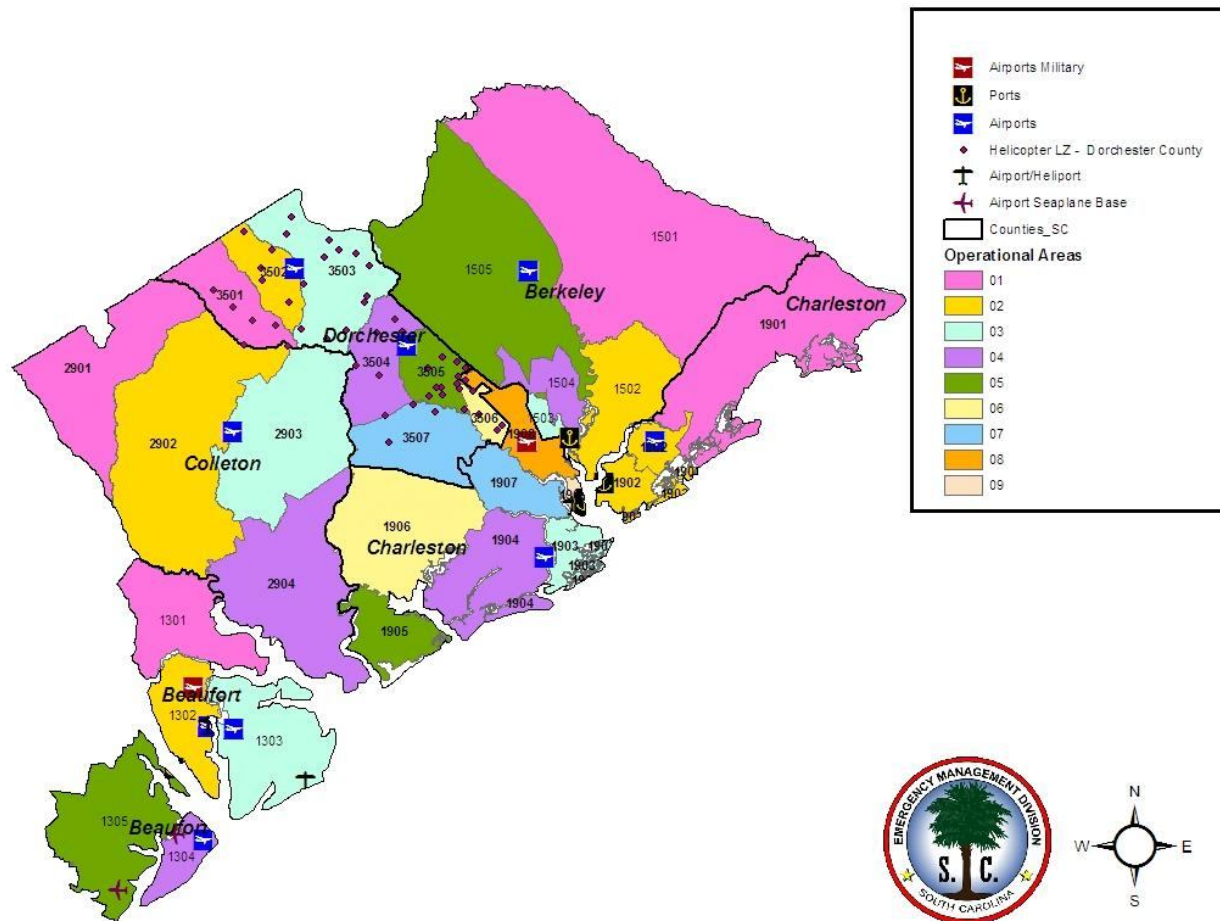 Airports Military
Ports
Airports
Helicopter LZ - Dorchester County
Airport/Heliport
Airport Seaplane Base
Counties_SC
Operational Areas
01
02
03
04
05
06
07
08
09
1501
1505
Berkeley
Charleston
1901
3502
3503
3501
Dorchester
3504
3505
1504
1502
2901
3506
1503
2902
2903
3507
Colleton
1907
1902
1906
Charleston
1904
1903
1903
2904
1904
1905
1301
Beaufort
1302
1303
1305
Beaufort
1304
EMERGENCY MANAGEMENT DIVISION
S. C.
SOUTH CAROLINA
N
W
E
S